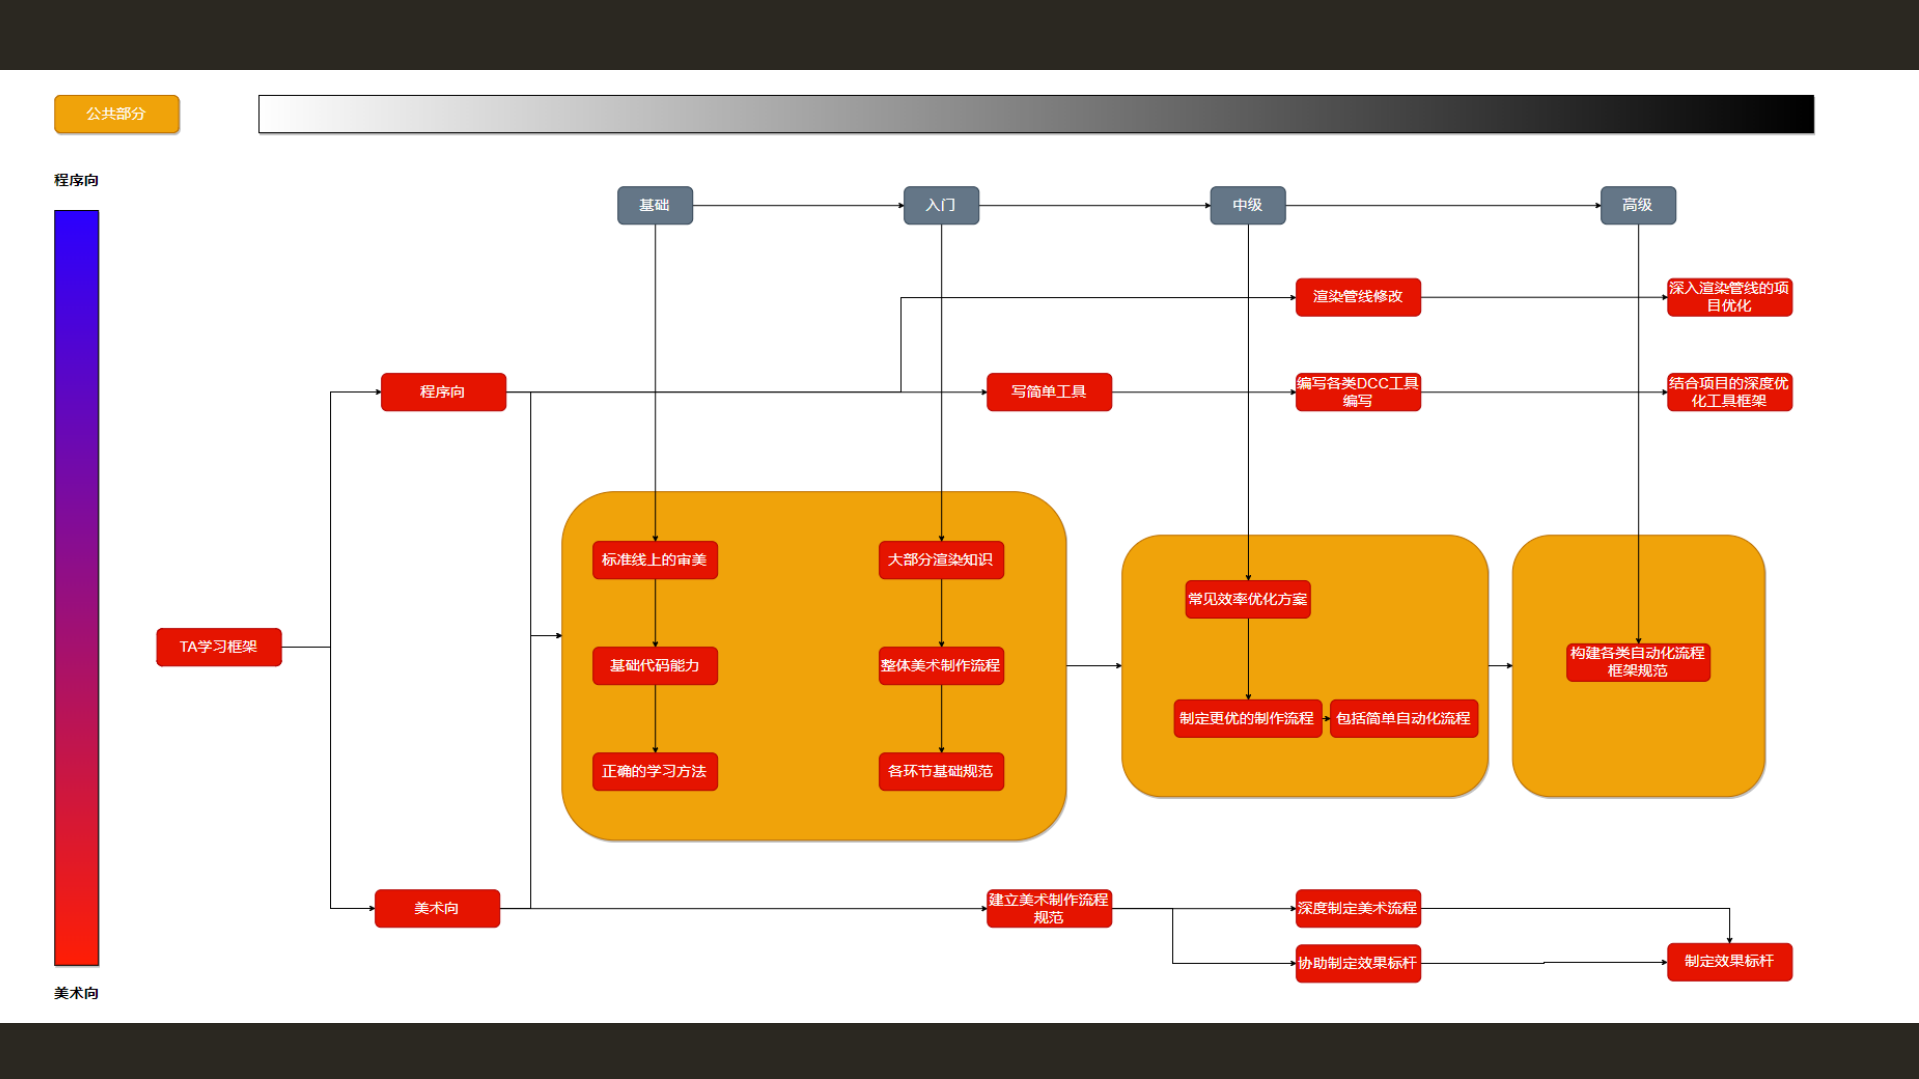 公共部分
程序向
基础
入门
中级
高级
渲染管线修改
深入渲染管线的项
目优化
程序向
写简单工具
编写各类DCC工具
编写
结合项目的深度优
化工具框架
标准线上的审美
大部分渲染知识
常见效率优化方案
TA学习框架
基础代码能力
整体美术制作流程
构建各类自动化流程
框架规范
制定更优的制作流程
包括简单自动化流程
正确的学习方法
各环节基础规范
美术向
建立美术制作流程
规范
深度制定美术流程
协助制定效果标杆
制定效果标杆
美术向